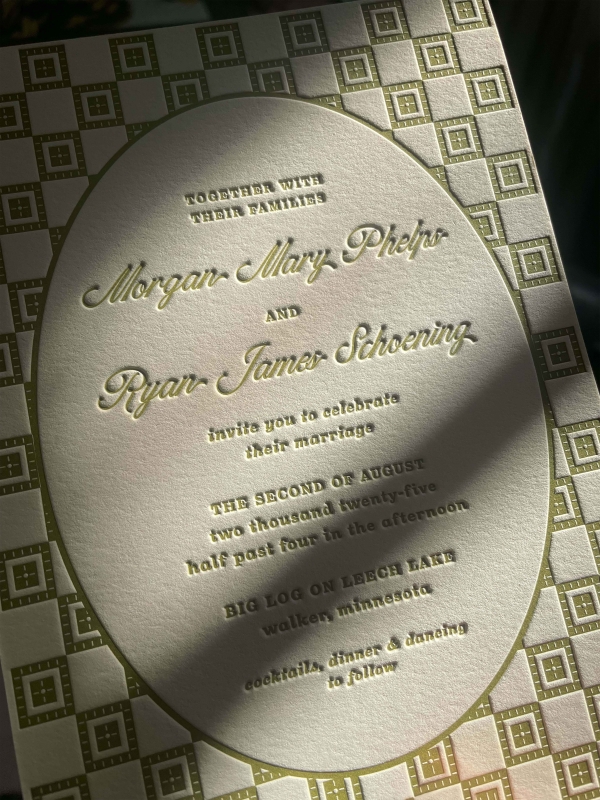 TOGETHER WITH
THEIR FAMILIES
Morgan Mary Phelps
AND
Ryan James Schoening
invite you to celebrate
their marriage
THE SECOND OF AUGUST
two thousand twenty-five
half past four in the afternoon
BIG LOG ON LEECH LAKE
walker, minnesota
cocktails, dinner & dancing
to follow